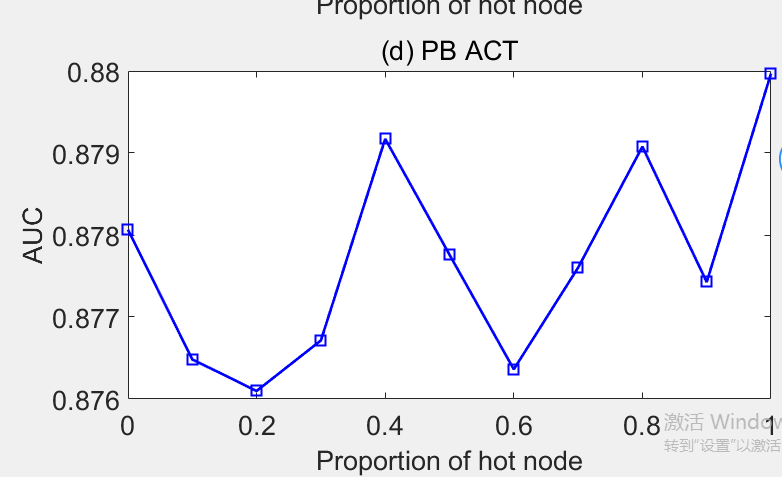 Proportion of hot node
(d) PB ACT
0.88
0.879
0.878
0.877
0.876
AUC
0 0.2 0.4 0.6 0.8 1
Proportion of hot node
激活 Window
转到“设置”以激活